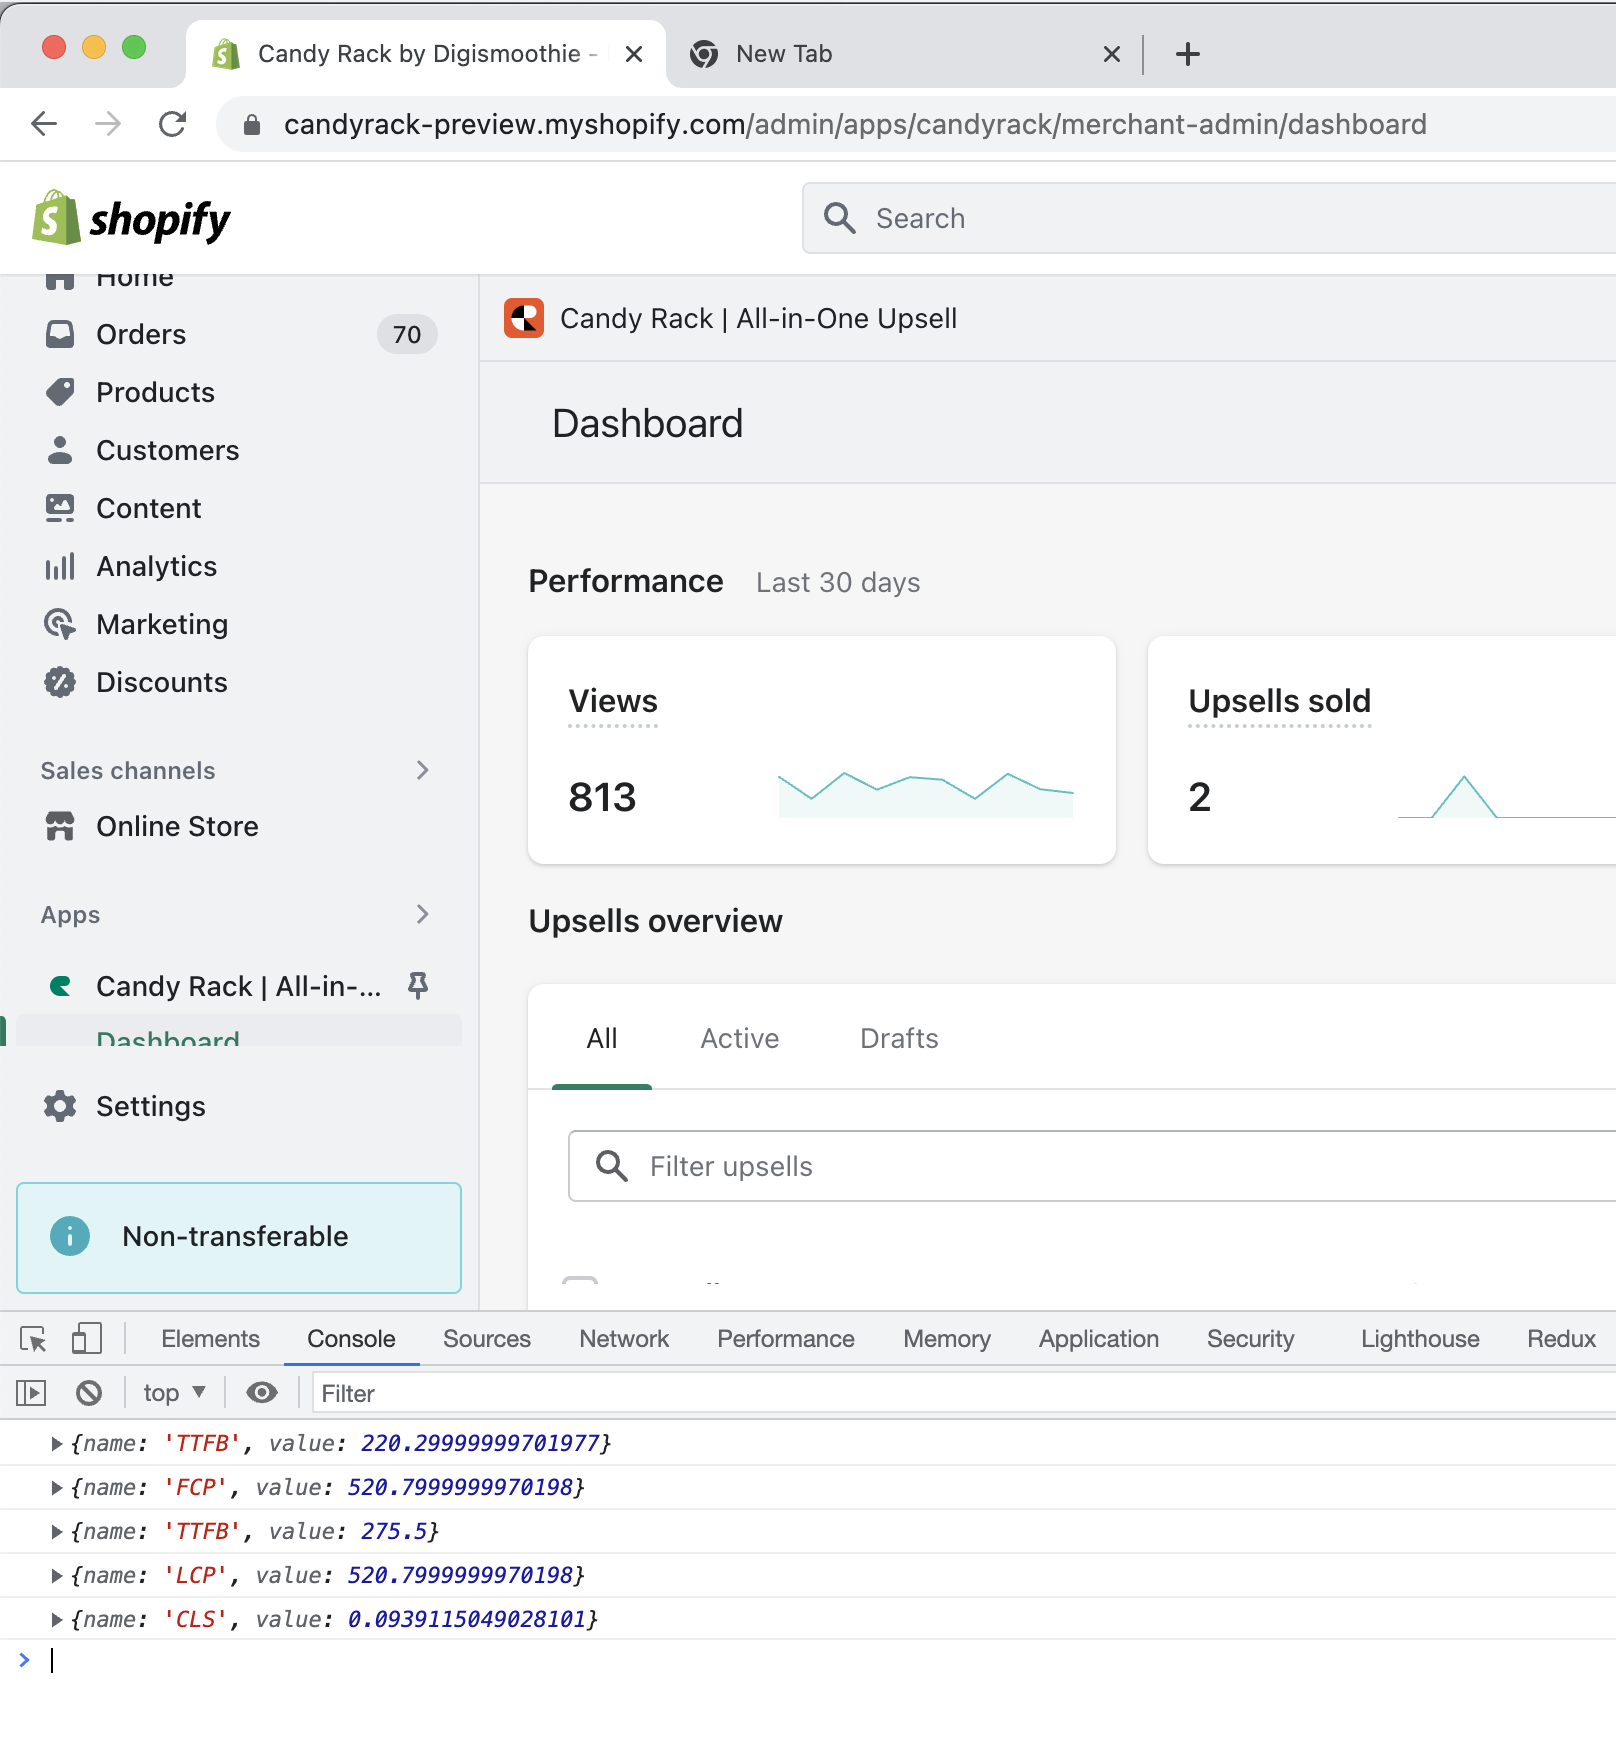 Candy Rack by Digismoothie -
New Tab
candyrack-preview.myshopify.com/admin/apps/candyrack/merchant-admin/dashboard
shopify
Search
Home
Orders
70
Products
Customers
Content
Analytics
Marketing
Discounts
Sales channels
Online Store
Apps
Candy Rack | All-in-...
Dashboard
Settings
Non-transferable
Candy Rack | All-in-One Upsell
Dashboard
Performance Last 30 days
Views
813
Upsells sold
2
Upsells overview
All Active Drafts
Filter upsells
Elements Console Sources Network Performance Memory Application Security Lighthouse Redux
top ▼ Filter
{name: 'TTFB', value: 220.29999999701977}
{name: 'FCP', value: 520.7999999970198}
{name: 'TTFB', value: 275.5}
{name: 'LCP', value: 520.7999999970198}
{name: 'CLS', value: 0.0939115049028101}
>